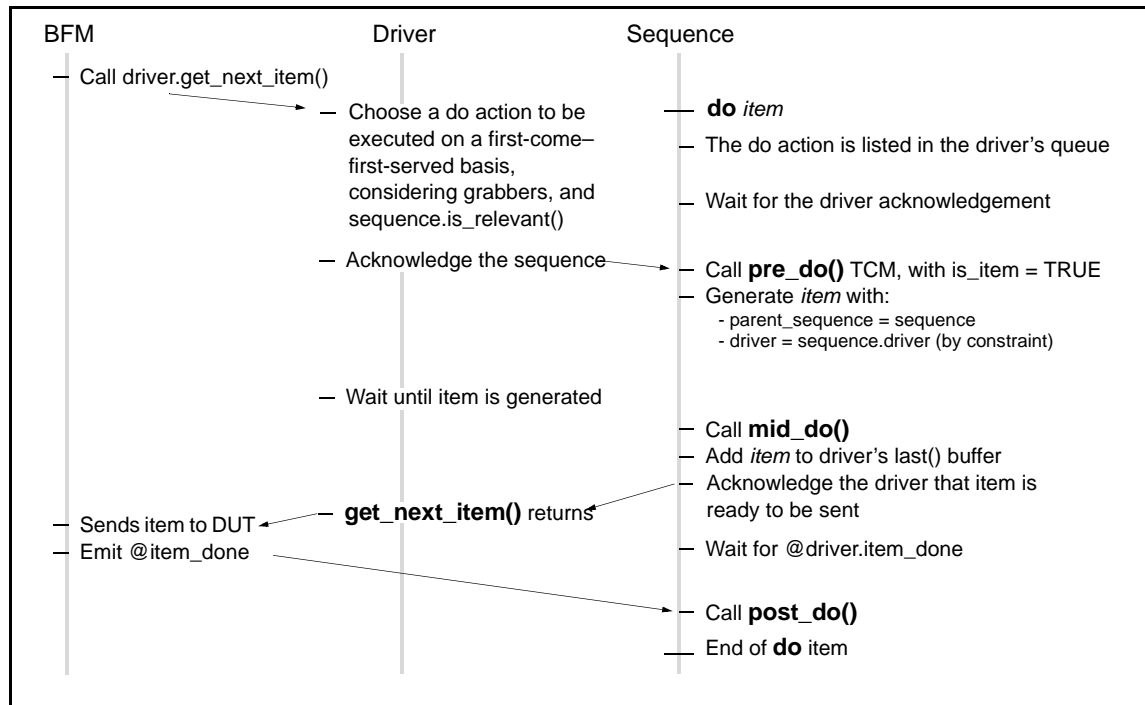 BFM Driver Sequence
Call driver.get_next_item()
Choose a do action to be
executed on a first-come–
first-served basis,
considering grabbers, and
sequence.is_relevant()
do item
The do action is listed in the driver's queue
Wait for the driver acknowledgement
Acknowledge the sequence
Call pre_do() TCM, with is_item = TRUE
Generate item with:
- parent_sequence = sequence
- driver = sequence.driver (by constraint)
Wait until item is generated
Call mid_do()
Add item to driver's last() buffer
Acknowledge the driver that item is
ready to be sent
get_next_item() returns
Sends item to DUT
Emit @item_done
Wait for @driver.item_done
Call post_do()
End of do item